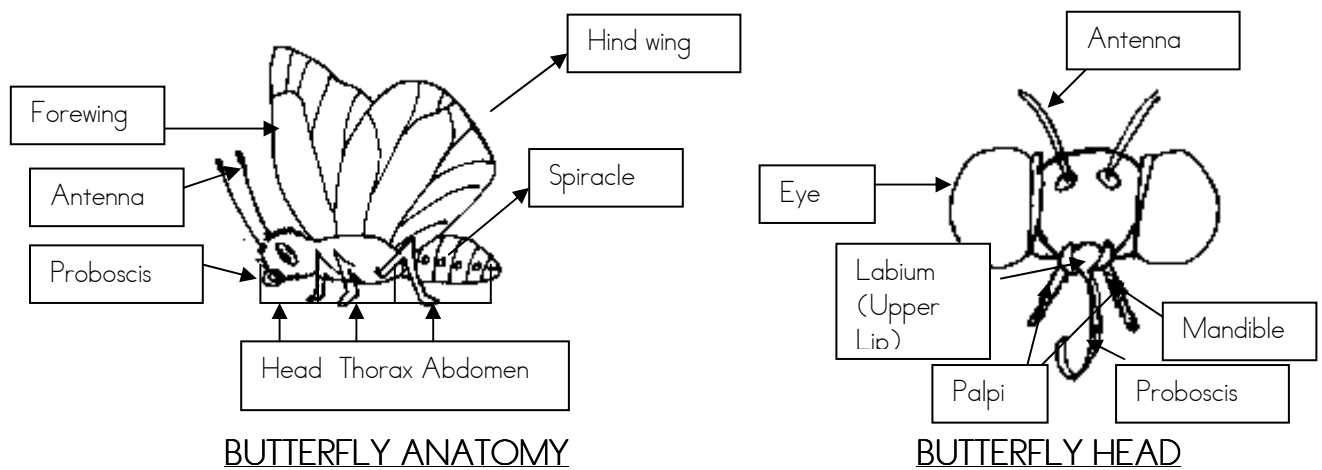 Hind wing
Forewing
Antenna
Spiracle
Proboscis
Head Thorax Abdomen
BUTTERFLY ANATOMY
Antenna
Eye
Labium
(Upper
Lip)
Mandible
Palpi
Proboscis
BUTTERFLY HEAD